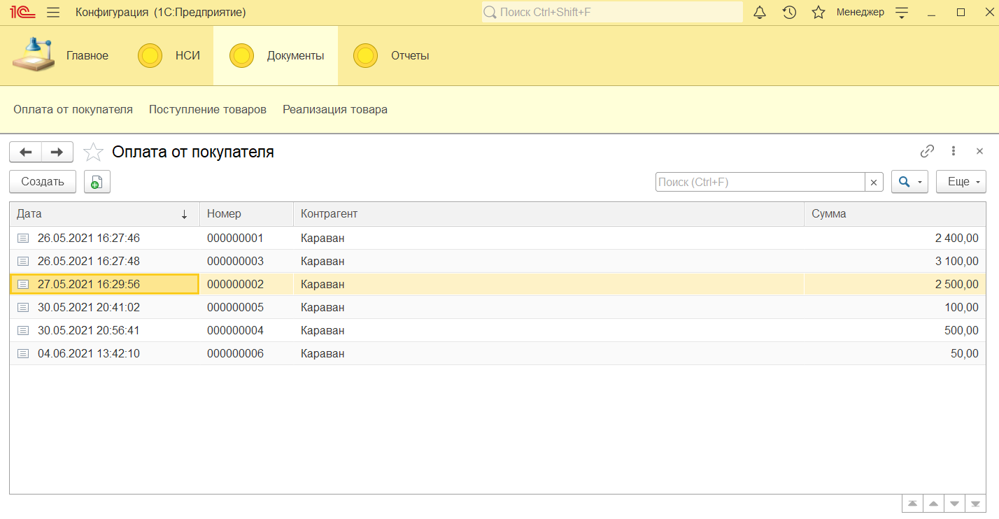 1С Конфигурация (1С:Предприятие) Поиск Ctrl+Shift+F Менеджер
Главное НСИ Документы Отчеты
Оплата от покупателя Поступление товаров Реализация товара
Оплата от покупателя
Создать Поиск (Ctrl+F) Еще
Дата Номер Контрагент Сумма
26.05.2021 16:27:46 000000001 Караван 2 400,00
26.05.2021 16:27:48 000000003 Караван 3 100,00
27.05.2021 16:29:56 000000002 Караван 2 500,00
30.05.2021 20:41:02 000000005 Караван 100,00
30.05.2021 20:56:41 000000004 Караван 500,00
04.06.2021 13:42:10 000000006 Караван 50,00